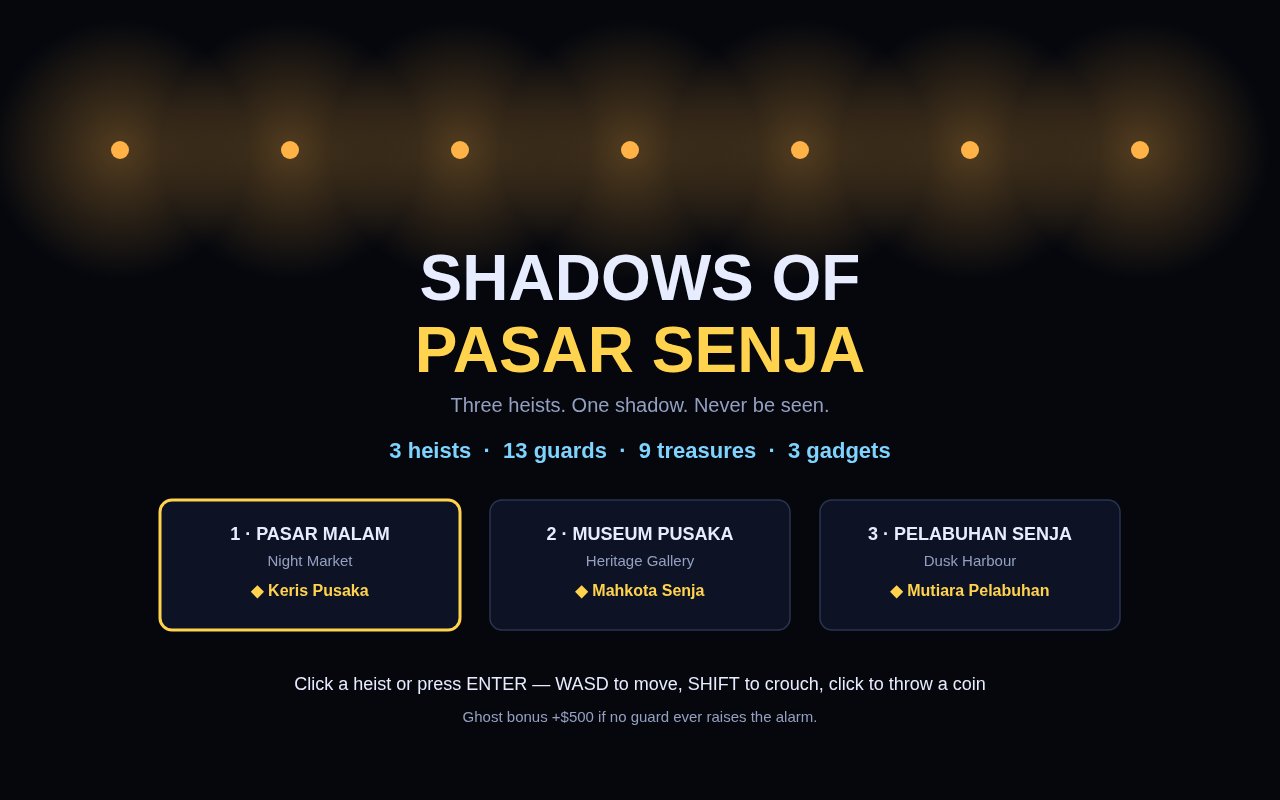 SHADOWS OF
PASAR SENJA
Three heists. One shadow. Never be seen.
3 heists · 13 guards · 9 treasures · 3 gadgets
1 · PASAR MALAM
Night Market
◆ Keris Pusaka
2 · MUSEUM PUSAKA
Heritage Gallery
◆ Mahkota Senja
3 · PELABUHAN SENJA
Dusk Harbour
◆ Mutiara Pelabuhan
Click a heist or press ENTER — WASD to move, SHIFT to crouch, click to throw a coin
Ghost bonus +$500 if no guard ever raises the alarm.